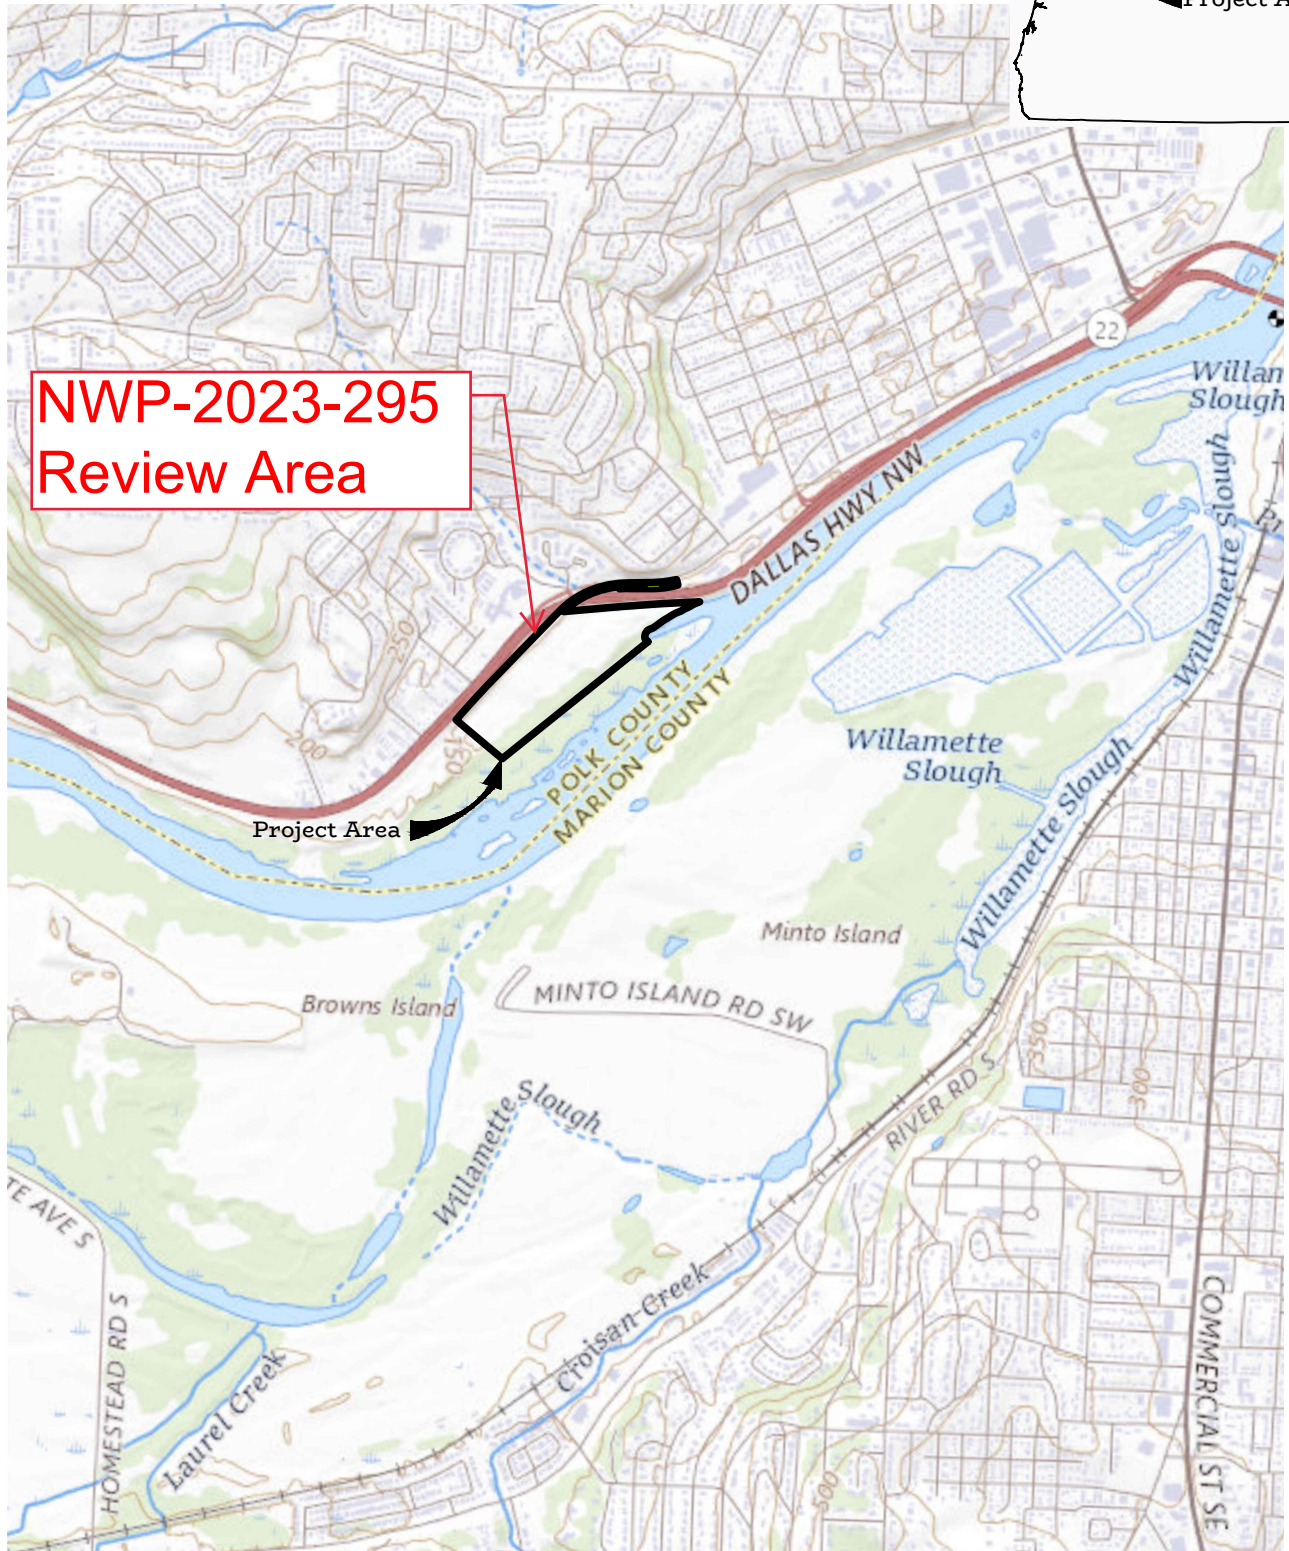 Project A
22
Willam
Slough
NWP-2023-295
Review Area
DALLAS HWY NW
Willamette Slough
250
200
POLK COUNTY
MARION COUNTY
Willamette
Slough
Willamette Slough
Project Area
Minto Island
Browns Island
MINTO ISLAND RD SW
350
300
RIVER RD S
Willamette Slough
TE AVE S
Croisan Creek
HOMESTEAD RD S
Laurel Creek
COMMERCIAL ST SE
500